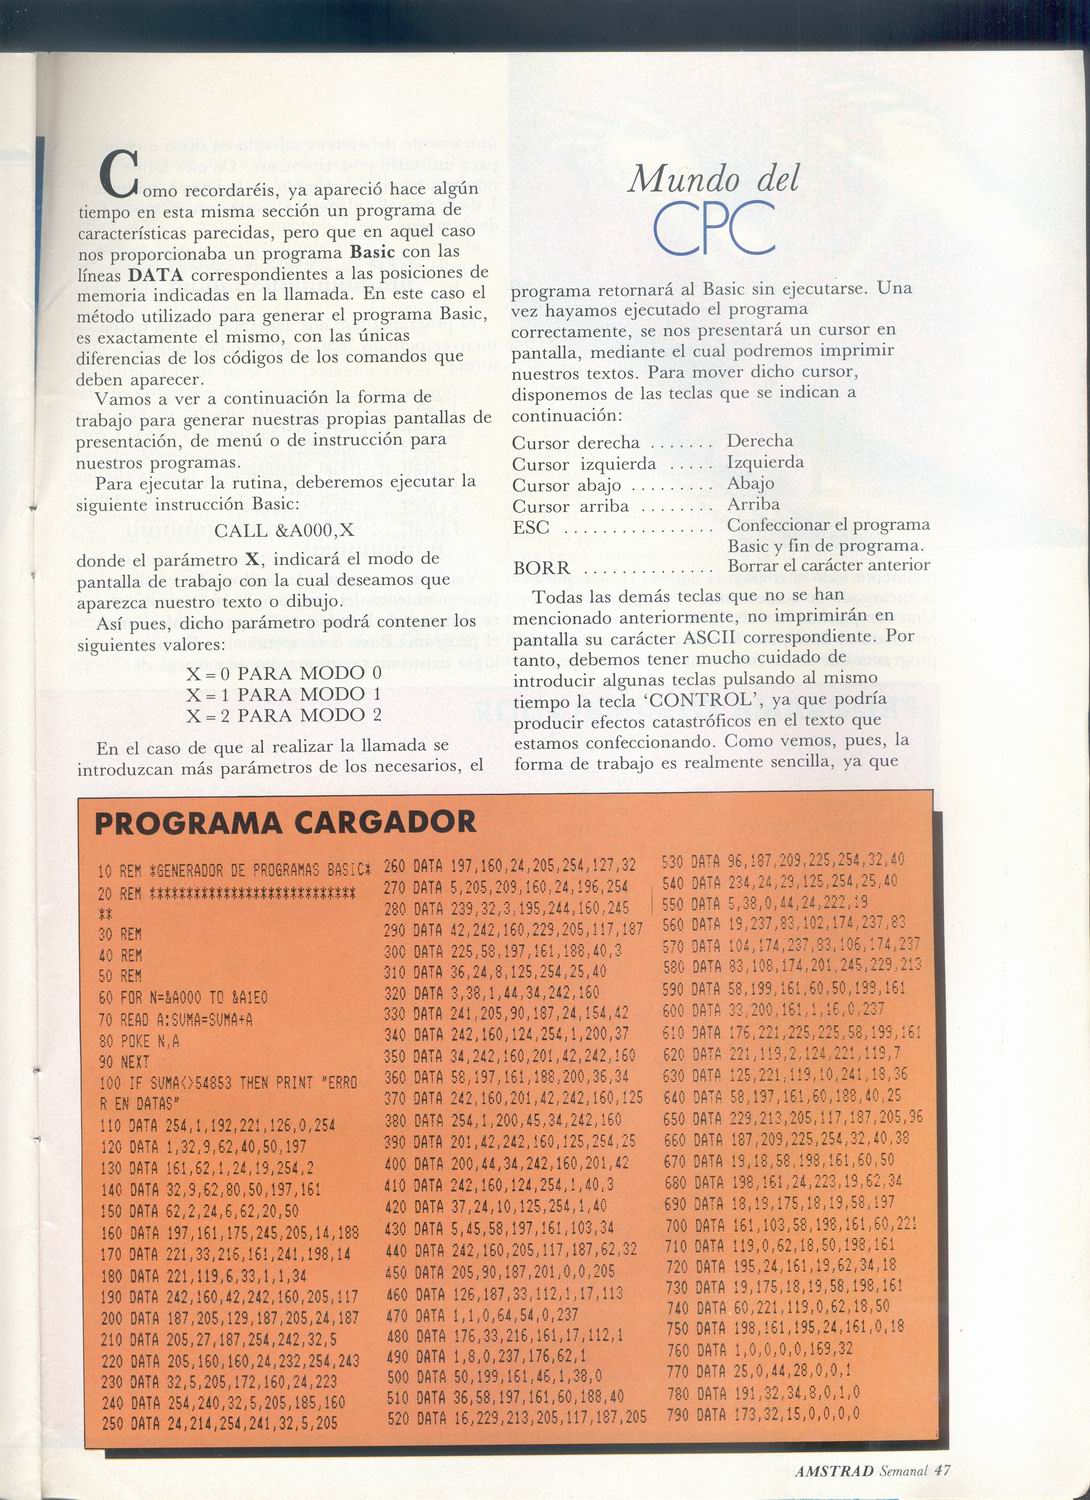 Como recordaréis, ya apareció hace algún
tiempo en esta misma sección un programa de
características parecidas, pero que en aquel caso
nos proporcionaba un programa Basic con las
líneas DATA correspondientes a las posiciones de
memoria indicadas en la llamada. En este caso el
método utilizado para generar el programa Basic,
es exactamente el mismo, con las únicas
diferencias de los códigos de los comandos que
deben aparecer.
Vamos a ver a continuación la forma de
trabajo para generar nuestras propias pantallas de
presentación, de menú o de instrucción para
nuestros programas.
Para ejecutar la rutina, deberemos ejecutar la
siguiente instrucción Basic:
CALL &A000,X
donde el parámetro X, indicará el modo de
pantalla de trabajo con la cual deseamos que
aparezca nuestro texto o dibujo.
Así pues, dicho parámetro podrá contener los
siguientes valores:
X = 0 PARA MODO 0
X = 1 PARA MODO 1
X = 2 PARA MODO 2
En el caso de que al realizar la llamada se
introduzcan más parámetros de los necesarios, el
Mundo del
CPC
programa retornará al Basic sin ejecutarse. Una
vez hayamos ejecutado el programa
correctamente, se nos presentará un cursor en
pantalla, mediante el cual podremos imprimir
nuestros textos. Para mover dicho cursor,
disponemos de las teclas que se indican a
continuación:
Cursor derecha ....... Derecha
Cursor izquierda ..... Izquierda
Cursor abajo ......... Abajo
Cursor arriba ........ Arriba
ESC ................ Confeccionar el programa
Basic y fin de programa.
BORR .............. Borrar el carácter anterior
Todas las demás teclas que no se han
mencionado anteriormente, no imprimirán en
pantalla su carácter ASCII correspondiente. Por
tanto, debemos tener mucho cuidado de
introducir algunas teclas pulsando al mismo
tiempo la tecla ‘CONTROL’, ya que podría
producir efectos catastróficos en el texto que
estamos confeccionando. Como vemos, pues, la
forma de trabajo es realmente sencilla, ya que
PROGRAMA CARGADOR
10 REM *GENERADOR DE PROGRAMAS BASIC*
20 REM ***************************
**
30 REM
40 REM
50 REM
60 FOR N=&A000 TO &A1E0
70 READ A:SUMA=SUMA+A
80 POKE N,A
90 NEXT
100 IF SUMA<>54853 THEN PRINT "ERRO
R EN DATAS"
110 DATA 254,1,192,221,126,0,254
120 DATA 1,32,9,62,40,50,197
130 DATA 161,62,1,24,19,254,2
140 DATA 32,9,62,80,50,197,161
150 DATA 62,2,24,6,62,20,50
160 DATA 197,161,175,245,205,14,188
170 DATA 221,33,216,161,241,198,14
180 DATA 221,119,6,33,1,1,34
190 DATA 242,160,42,242,160,205,117
200 DATA 187,205,129,187,205,24,187
210 DATA 205,27,187,254,242,32,5
220 DATA 205,160,160,24,232,254,243
230 DATA 32,5,205,172,160,24,223
240 DATA 254,240,32,5,205,185,160
250 DATA 24,214,254,241,32,5,205
260 DATA 197,160,24,205,254,127,32
270 DATA 5,205,209,160,24,196,254
280 DATA 239,32,3,195,244,160,245
290 DATA 42,242,160,229,205,117,187
300 DATA 225,58,197,161,188,40,3
310 DATA 36,24,8,125,254,25,40
320 DATA 3,38,1,44,34,242,160
330 DATA 241,205,90,187,24,154,42
340 DATA 242,160,124,254,1,200,37
350 DATA 34,242,160,201,42,242,160
360 DATA 58,197,161,188,200,36,34
370 DATA 242,160,201,42,242,160,125
380 DATA 254,1,200,45,34,242,160
390 DATA 201,42,242,160,125,254,25
400 DATA 200,44,34,242,160,201,42
410 DATA 242,160,124,254,1,40,3
420 DATA 37,24,10,125,254,1,40
430 DATA 5,45,58,197,161,103,34
440 DATA 242,160,205,117,187,62,32
450 DATA 205,90,187,201,0,0,205
460 DATA 126,187,33,112,1,17,113
470 DATA 1,1,0,64,54,0,237
480 DATA 176,33,216,161,17,112,1
490 DATA 1,8,0,237,176,62,1
500 DATA 50,199,161,46,1,38,0
510 DATA 36,58,197,161,60,188,40
520 DATA 16,229,213,205,117,187,205
530 DATA 96,187,209,225,254,32,40
540 DATA 234,24,29,125,254,25,40
550 DATA 5,38,0,44,24,222,19
560 DATA 19,237,83,102,174,237,83
570 DATA 104,174,237,83,106,174,237
580 DATA 83,108,174,201,245,229,213
590 DATA 58,199,161,60,50,199,161
600 DATA 33,200,161,1,16,0,237
610 DATA 176,221,225,225,58,199,161
620 DATA 221,119,2,124,221,119,7
630 DATA 125,221,119,10,241,18,36
640 DATA 58,197,161,60,188,40,25
650 DATA 229,213,205,117,187,205,96
660 DATA 187,209,225,254,32,40,38
670 DATA 19,18,58,198,161,60,50
680 DATA 198,161,24,223,19,62,34
690 DATA 18,19,175,18,19,58,197
700 DATA 161,103,58,198,161,60,221
710 DATA 119,0,62,18,50,198,161
720 DATA 195,24,161,19,62,34,18
730 DATA 19,175,18,19,58,198,161
740 DATA 60,221,119,0,62,18,50
750 DATA 198,161,195,24,161,0,18
760 DATA 1,0,0,0,0,169,32
770 DATA 25,0,44,28,0,0,1
780 DATA 191,32,34,8,0,1,0
790 DATA 173,32,15,0,0,0,0
AMSTRAD Semanal 47